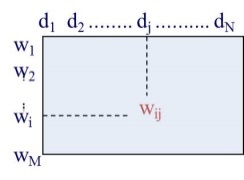 d1 d2 ........ dj ........ dN
w1
w2
⋮
wi
wij
wM